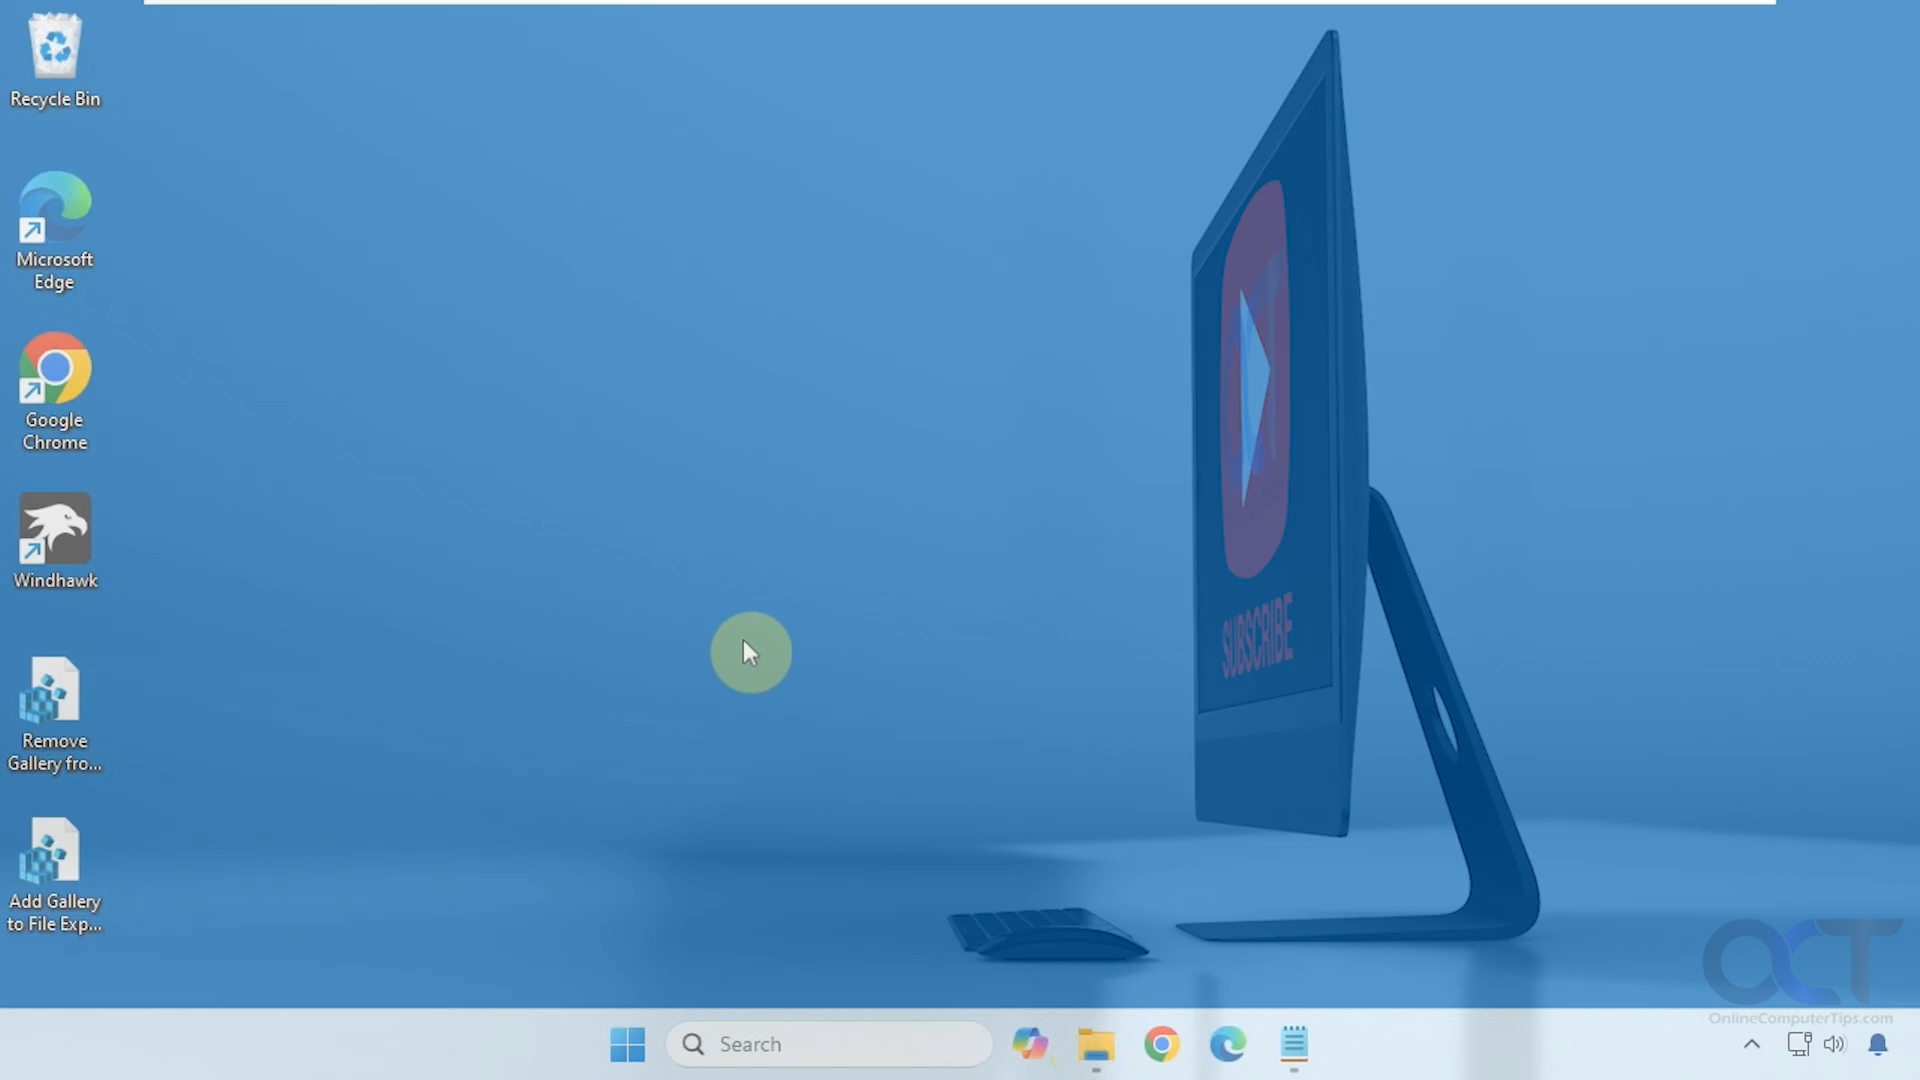 Recycle Bin
Microsoft
Edge
Google
Chrome
Windhawk
Remove
Gallery fro...
Add Gallery
to File Exp...
SUBSCRIBE
OCT
OnlineComputerTips.com
Search